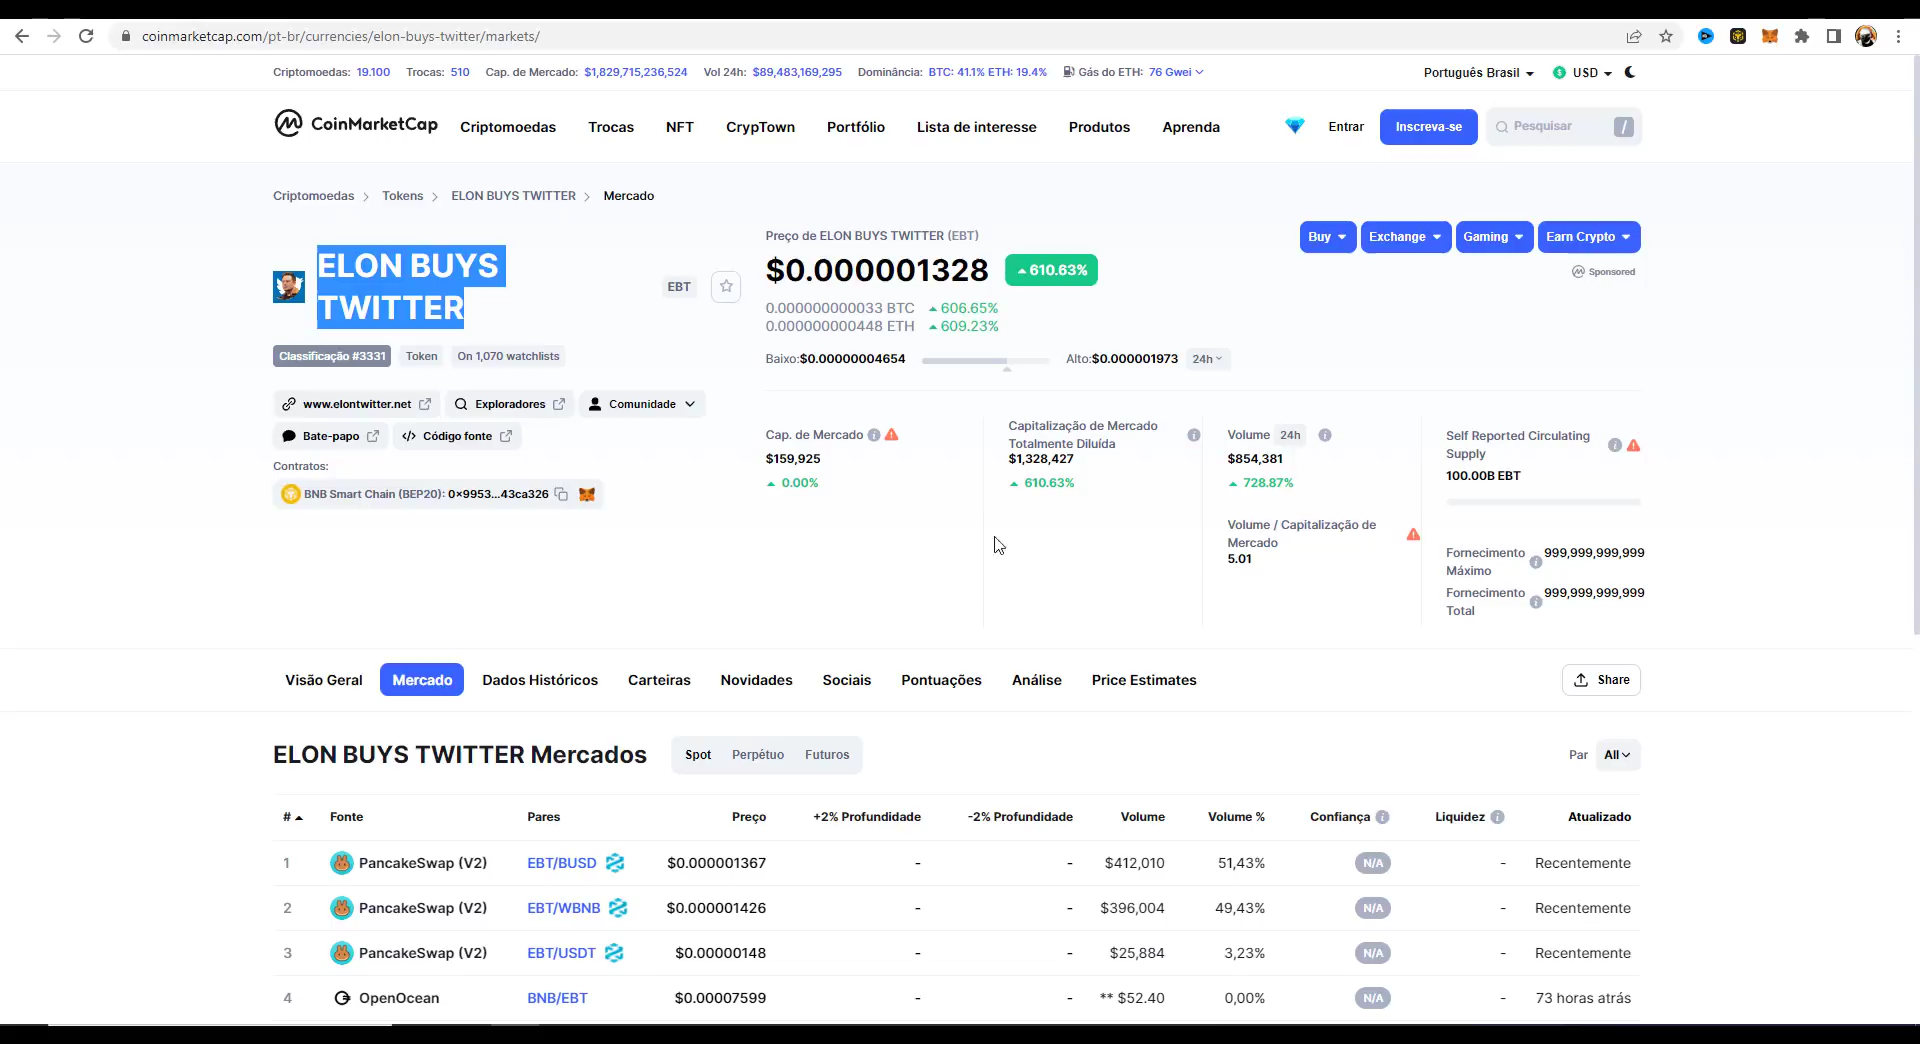 coinmarketcap.com/pt-br/currencies/elon-buys-twitter/markets/
Criptomoedas: 19.100 Trocas: 510 Cap. de Mercado: $1,829,715,236,524 Vol 24h: $89,483,169,295 Dominância: BTC: 41.1% ETH: 19.4% Gás do ETH: 76 Gwei Português Brasil USD
CoinMarketCap Criptomoedas Trocas NFT CrypTown Portfólio Lista de interesse Produtos Aprenda Entrar Inscreva-se Pesquisar /
Criptomoedas Tokens ELON BUYS TWITTER Mercado
ELON BUYS
TWITTER
EBT
Classificação #3331 Token On 1,070 watchlists
www.elontwitter.net Exploradores Comunidade
Bate-papo Código fonte
Contratos:
BNB Smart Chain (BEP20): 0×9953...43ca326
Preço de ELON BUYS TWITTER (EBT)
$0.000001328 610.63%
0.000000000033 BTC 606.65%
0.000000000448 ETH 609.23%
Baixo:$0.00000004654 Alto:$0.000001973 24h
Buy Exchange Gaming Earn Crypto
Sponsored
Cap. de Mercado
$159,925
0.00%
Capitalização de Mercado
Totalmente Diluída
$1,328,427
610.63%
Volume 24h
$854,381
728.87%
Volume / Capitalização de
Mercado
5.01
Self Reported Circulating
Supply
100.00B EBT
Fornecimento
Máximo
999,999,999,999
Fornecimento
Total
999,999,999,999
Visão Geral Mercado Dados Históricos Carteiras Novidades Sociais Pontuações Análise Price Estimates Share
ELON BUYS TWITTER Mercados Spot Perpétuo Futuros Par All
# Fonte Pares Preço +2% Profundidade -2% Profundidade Volume Volume % Confiança Liquidez Atualizado
1 PancakeSwap (V2) EBT/BUSD $0.000001367 - - $412,010 51,43% N/A - Recentemente
2 PancakeSwap (V2) EBT/WBNB $0.000001426 - - $396,004 49,43% N/A - Recentemente
3 PancakeSwap (V2) EBT/USDT $0.00000148 - - $25,884 3,23% N/A - Recentemente
4 OpenOcean BNB/EBT $0.00007599 - - ** $52.40 0,00% N/A - 73 horas atrás